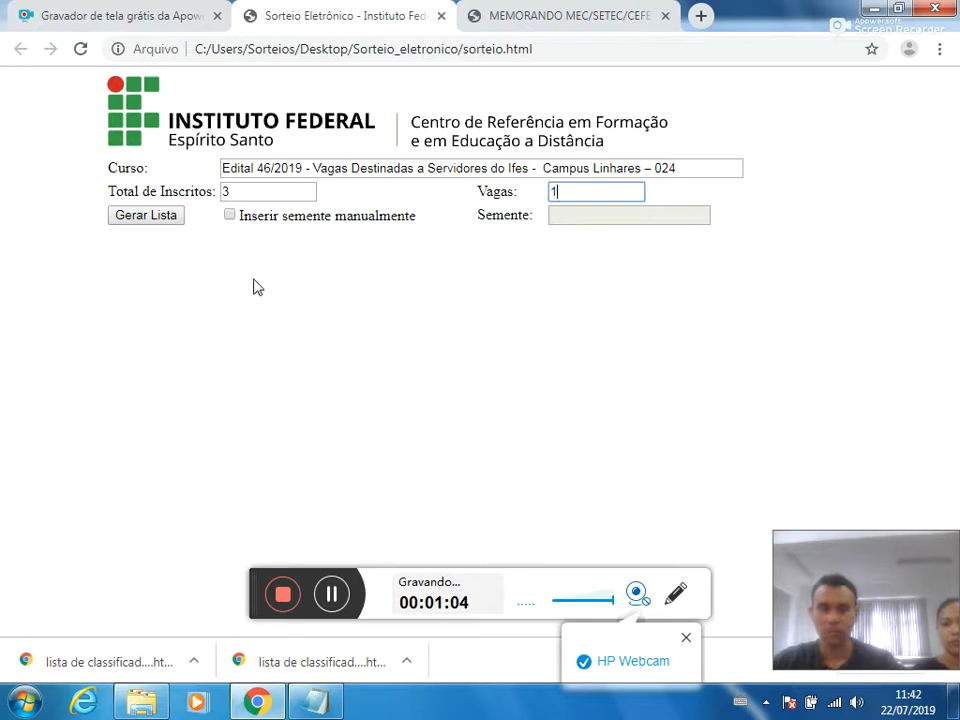 Gravador de tela grátis da Apow
Sorteio Eletrônico - Instituto Fed
MEMORANDO MEC/SETEC/CEFE
Apowersoft
Screen Recorder
Arquivo
C:/Users/Sorteios/Desktop/Sorteio_eletronico/sorteio.html
INSTITUTO FEDERAL
Espírito Santo
Centro de Referência em Formação
e em Educação a Distância
Curso: Edital 46/2019 - Vagas Destinadas a Servidores do Ifes - Campus Linhares – 024
Total de Inscritos: 3 Vagas: 1
Gerar Lista Inserir semente manualmente Semente:
Gravando...
00:01:04
HP Webcam
lista de classificad....ht...
lista de classificad....ht...
11:42
22/07/2019